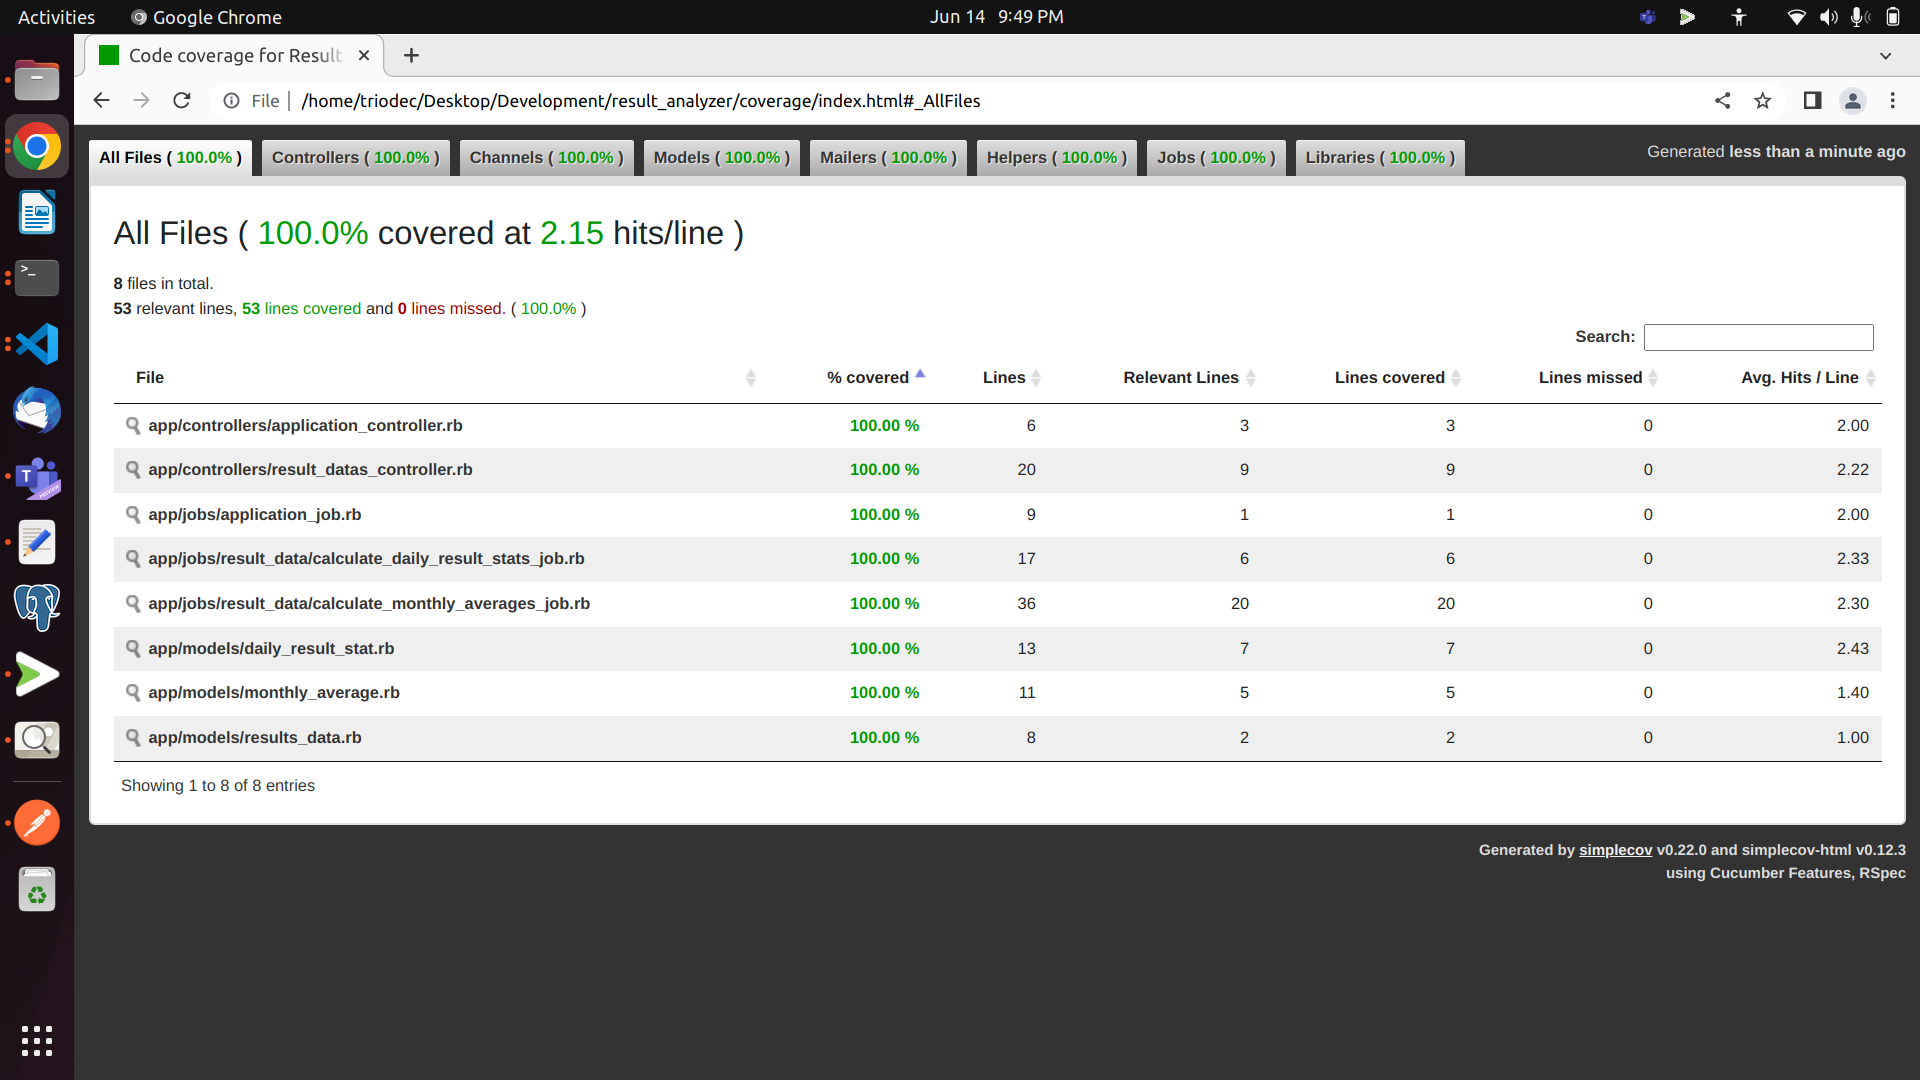 Activities Google Chrome Jun 14 9:49 PM
Code coverage for Result
File /home/triodec/Desktop/Development/result_analyzer/coverage/index.html#_AllFiles
All Files ( 100.0% ) Controllers ( 100.0% ) Channels ( 100.0% ) Models ( 100.0% ) Mailers ( 100.0% ) Helpers ( 100.0% ) Jobs ( 100.0% ) Libraries ( 100.0% ) Generated less than a minute ago
All Files ( 100.0% covered at 2.15 hits/line )
8 files in total.
53 relevant lines, 53 lines covered and 0 lines missed. ( 100.0% )
Search:
File % covered Lines Relevant Lines Lines covered Lines missed Avg. Hits / Line
app/controllers/application_controller.rb 100.00 % 6 3 3 0 2.00
app/controllers/result_datas_controller.rb 100.00 % 20 9 9 0 2.22
app/jobs/application_job.rb 100.00 % 9 1 1 0 2.00
app/jobs/result_data/calculate_daily_result_stats_job.rb 100.00 % 17 6 6 0 2.33
app/jobs/result_data/calculate_monthly_averages_job.rb 100.00 % 36 20 20 0 2.30
app/models/daily_result_stat.rb 100.00 % 13 7 7 0 2.43
app/models/monthly_average.rb 100.00 % 11 5 5 0 1.40
app/models/results_data.rb 100.00 % 8 2 2 0 1.00
Showing 1 to 8 of 8 entries
Generated by simplecov v0.22.0 and simplecov-html v0.12.3
using Cucumber Features, RSpec